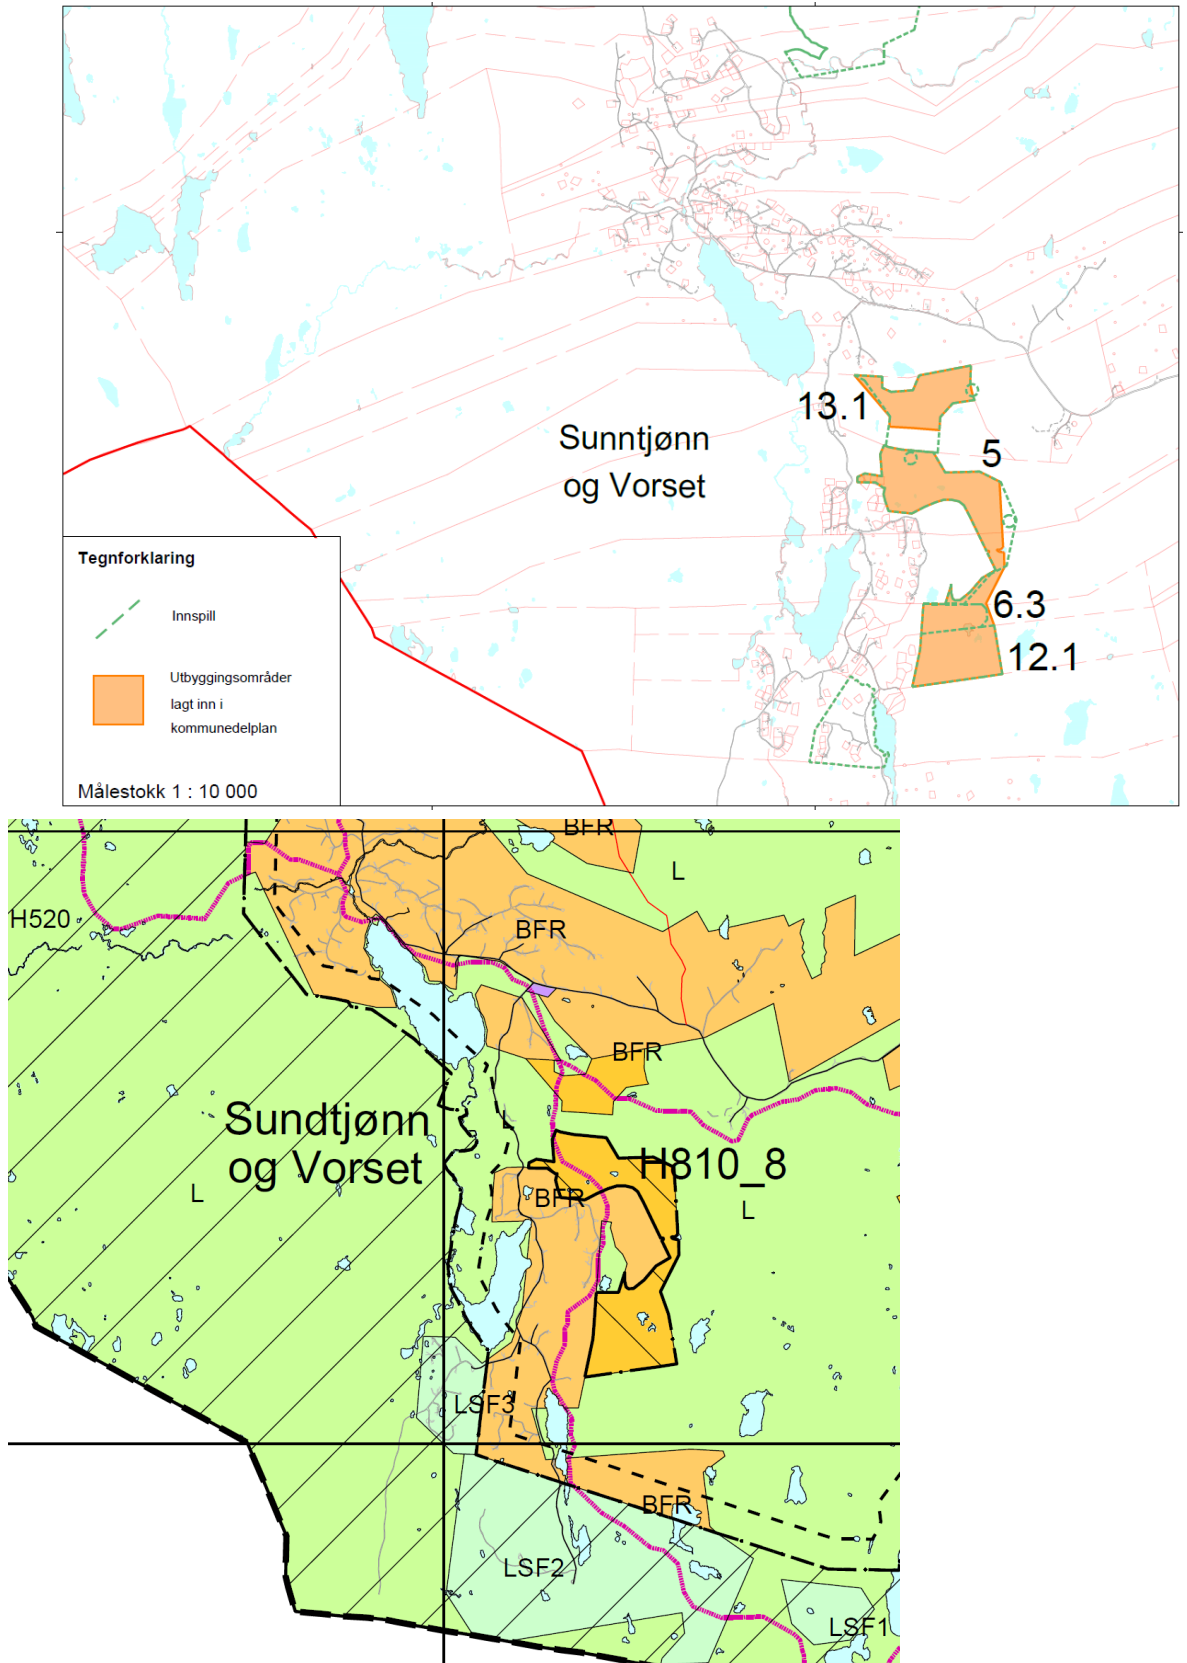 13.1
Sunntjønn
og Vorset
5
6.3
12.1
Tegnforklaring
Innspill
Utbyggingsområder
lagt inn i
kommunedelplan
Målestokk 1 : 10 000
BFR
L
H520
BFR
BFR
Sundtjønn
og Vorset
L
H810_8
L
BFR
L
LSF3
BFR
LSF2
LSF1